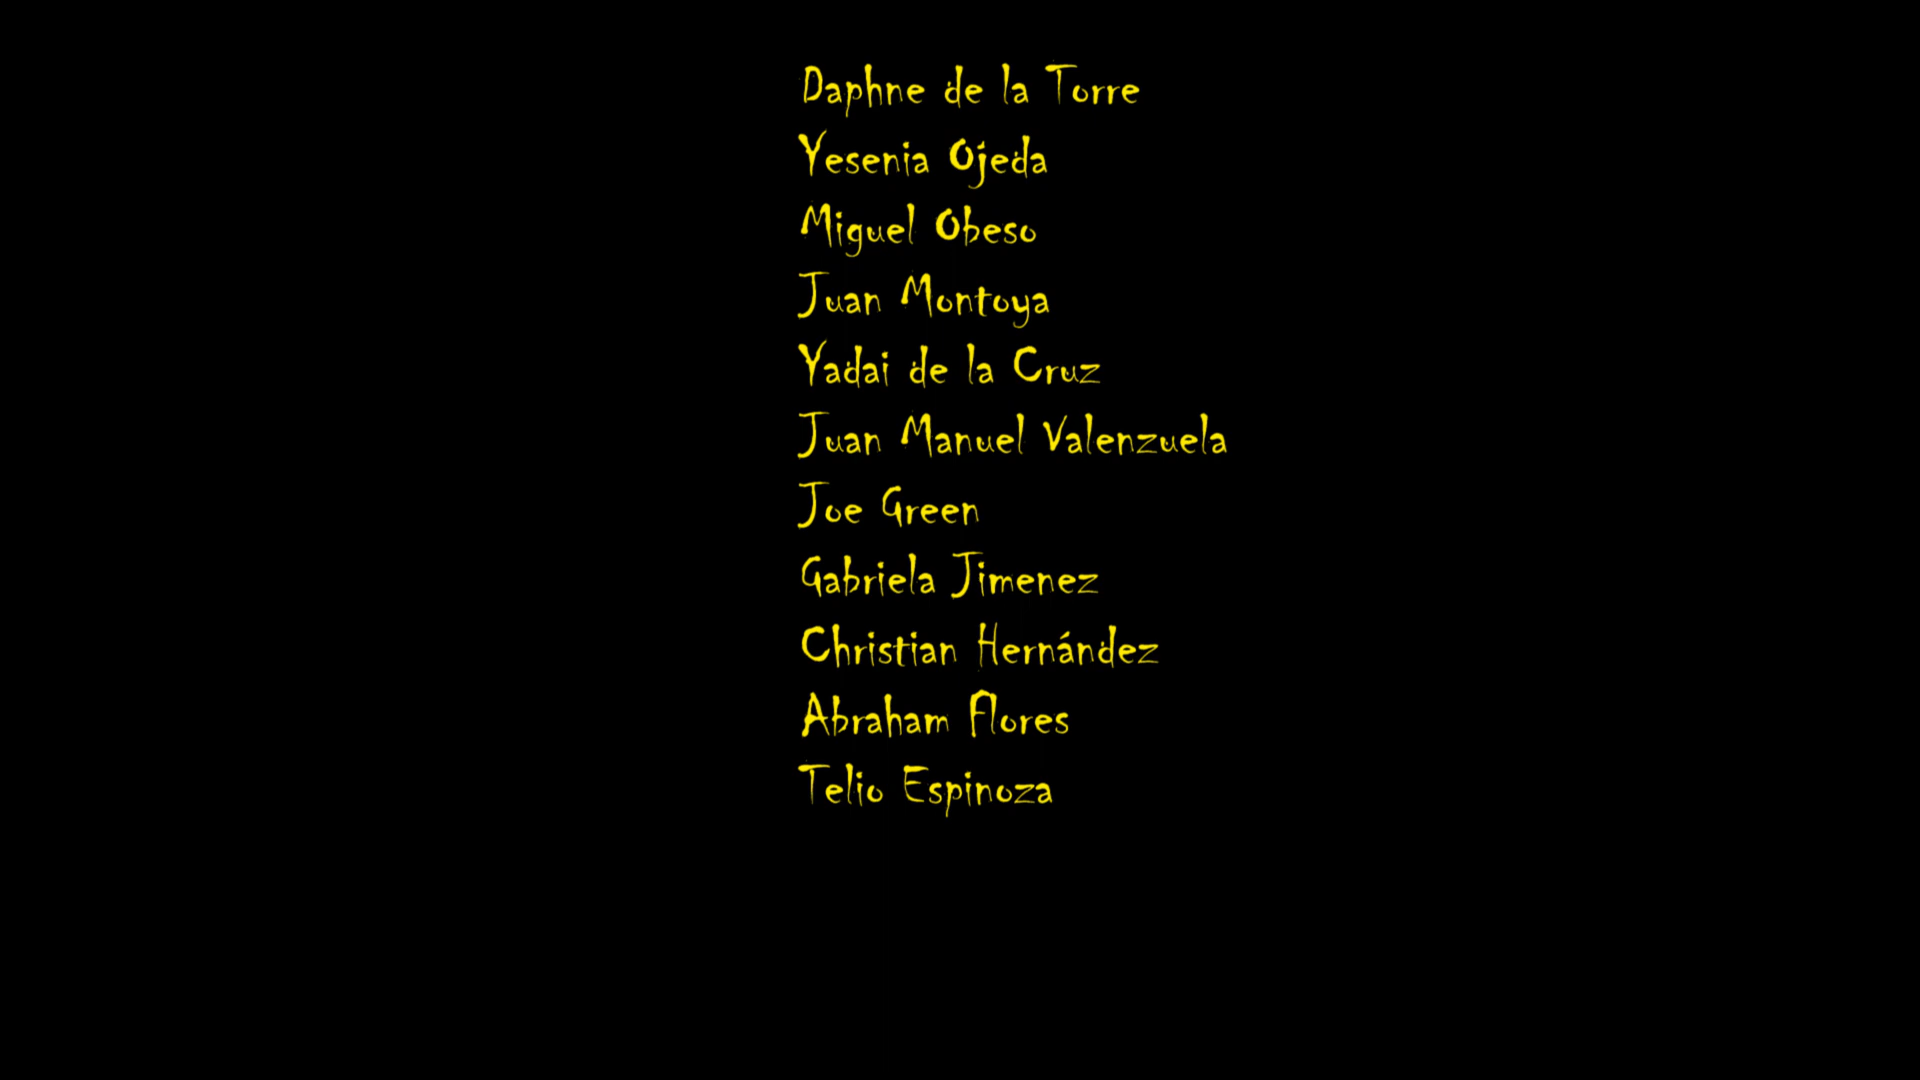 Daphne de la Torre
Yesenia Ojeda
Miguel Obeso
Juan Montoya
Yadai de la Cruz
Juan Manuel Valenzuela
Joe Green
Gabriela Jimenez
Christian Hernández
Abraham Flores
Telio Espinoza